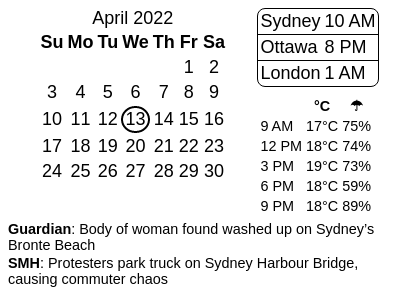 April 2022
Su Mo Tu We Th Fr Sa
1 2
3 4 5 6 7 8 9
10 11 12 13 14 15 16
17 18 19 20 21 22 23
24 25 26 27 28 29 30
Sydney 10 AM
Ottawa 8 PM
London 1 AM
°C ☂
9 AM 17°C 75%
12 PM 18°C 74%
3 PM 19°C 73%
6 PM 18°C 59%
9 PM 18°C 89%
Guardian: Body of woman found washed up on Sydney’s
Bronte Beach
SMH: Protesters park truck on Sydney Harbour Bridge,
causing commuter chaos